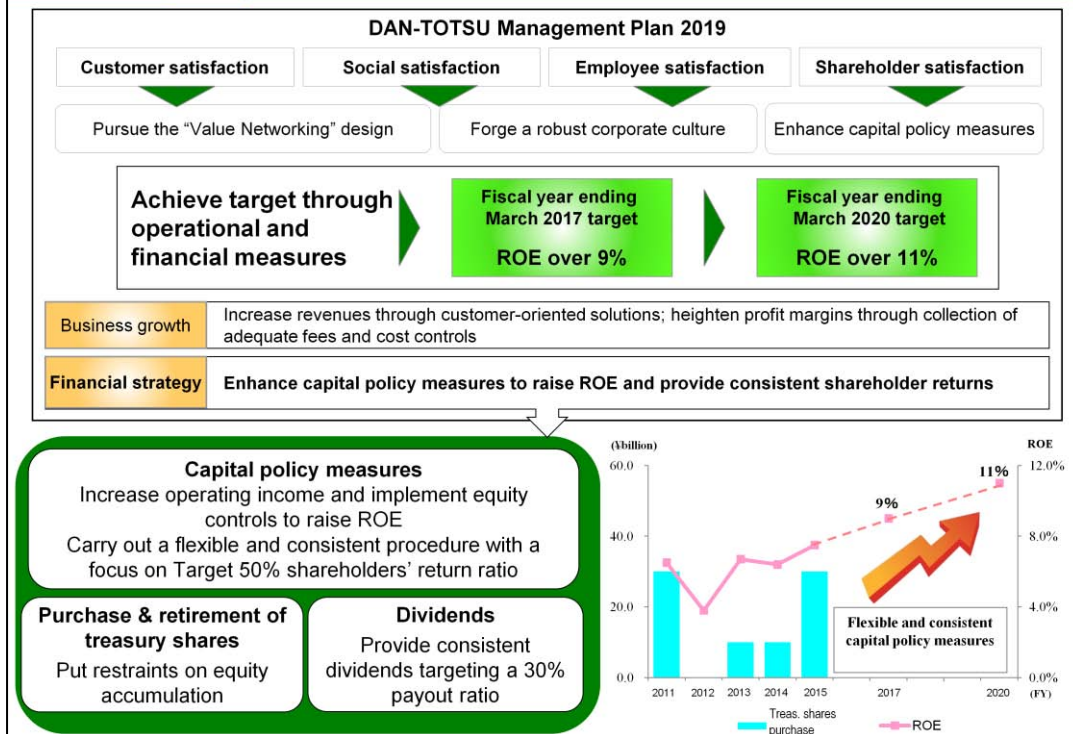 DAN-TOTSU Management Plan 2019
Customer satisfaction
Social satisfaction
Employee satisfaction
Shareholder satisfaction
Pursue the “Value Networking” design
Forge a robust corporate culture
Enhance capital policy measures
Achieve target through
operational and
financial measures
Fiscal year ending
March 2017 target
ROE over 9%
Fiscal year ending
March 2020 target
ROE over 11%
Business growth
Increase revenues through customer-oriented solutions; heighten profit margins through collection of
adequate fees and cost controls
Financial strategy
Enhance capital policy measures to raise ROE and provide consistent shareholder returns
Capital policy measures
Increase operating income and implement equity
controls to raise ROE
Carry out a flexible and consistent procedure with a
focus on Target 50% shareholders’ return ratio
Purchase & retirement of
treasury shares
Put restraints on equity
accumulation
Dividends
Provide consistent
dividends targeting a 30%
payout ratio
(¥billion)
ROE
60.0
40.0
20.0
0.0
12.0%
8.0%
4.0%
0.0%
9%
11%
Flexible and consistent
capital policy measures
2011 2012 2013 2014 2015 2017 2020 (FY)
Treas. shares
purchase
ROE